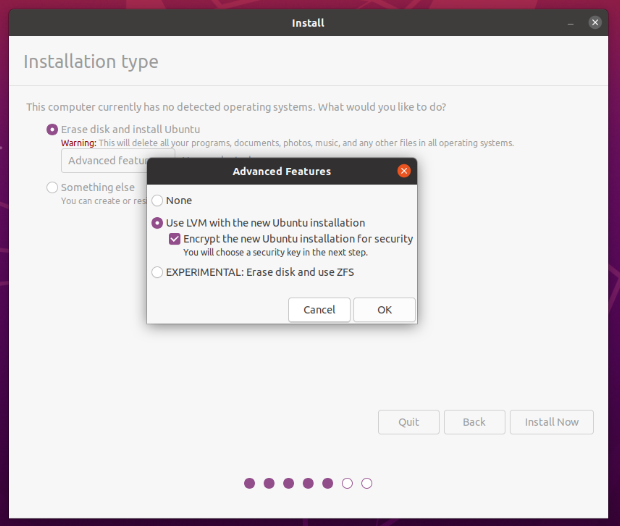 Install
Installation type
This computer currently has no detected operating systems. What would you like to do?
Erase disk and install Ubuntu
Warning: This will delete all your programs, documents, photos, music, and any other files in all operating systems.
Advanced featur
Something else
You can create or res
Advanced Features
None
Use LVM with the new Ubuntu installation
Encrypt the new Ubuntu installation for security
You will choose a security key in the next step.
EXPERIMENTAL: Erase disk and use ZFS
Cancel OK
Quit Back Install Now